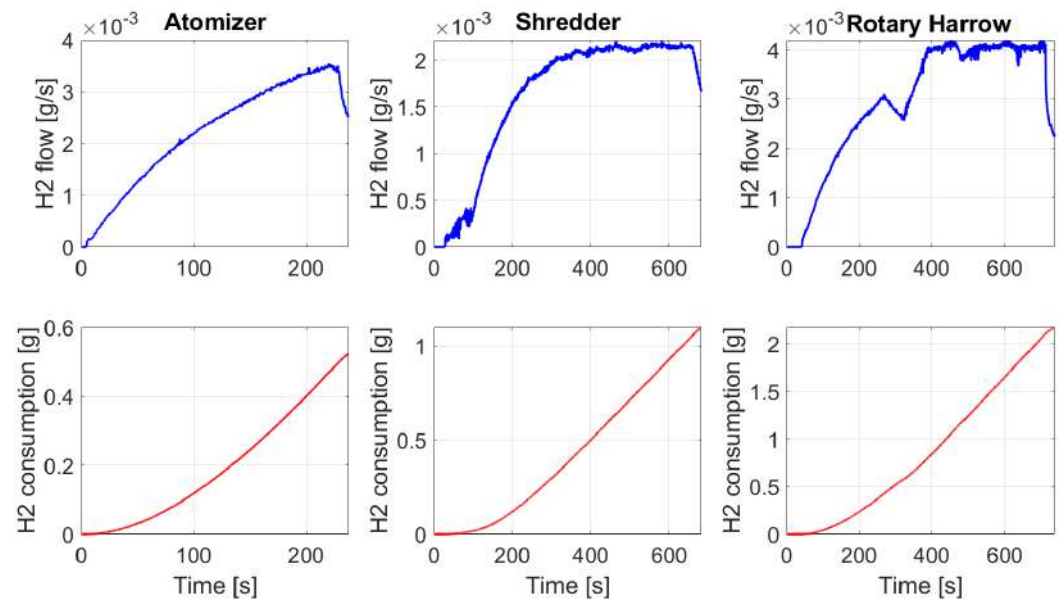 Atomizer
×10⁻³
H2 flow [g/s]
4
3
2
1
0
0 100 200
Shredder
×10⁻³
H2 flow [g/s]
2
1.5
1
0.5
0
0 200 400 600
Rotary Harrow
×10⁻³
H2 flow [g/s]
4
3
2
1
0
0 200 400 600
H2 consumption [g]
0.6
0.4
0.2
0
0 100 200
Time [s]
H2 consumption [g]
1
0.5
0
0 200 400 600
Time [s]
H2 consumption [g]
2
1.5
1
0.5
0
0 200 400 600
Time [s]